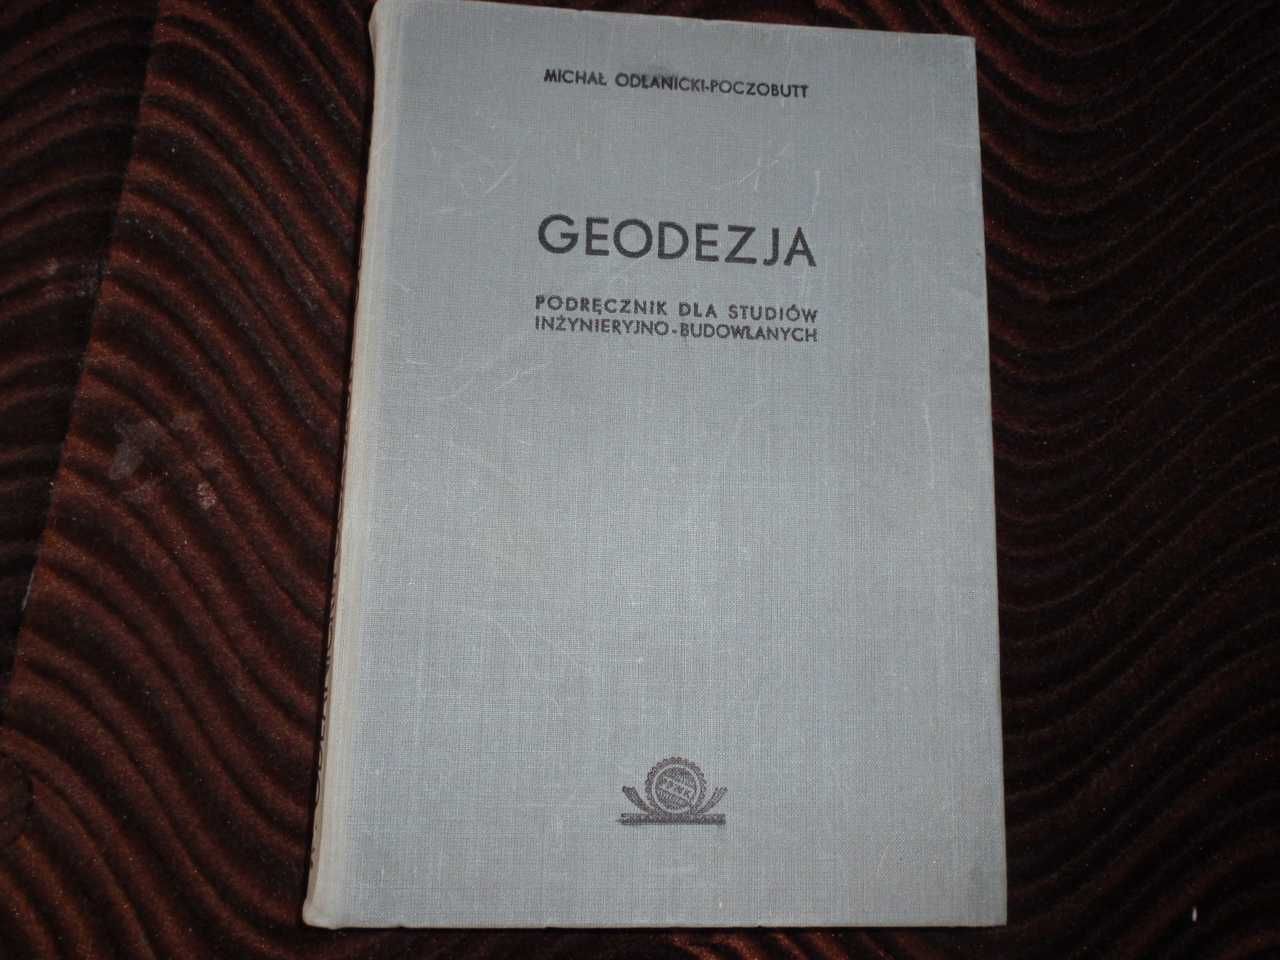 MICHAŁ ODLANICKI-POCZOBUTT
GEODEZJA
PODRĘCZNIK DLA STUDIÓW
INŻYNIERYJNO-BUDOWLANYCH